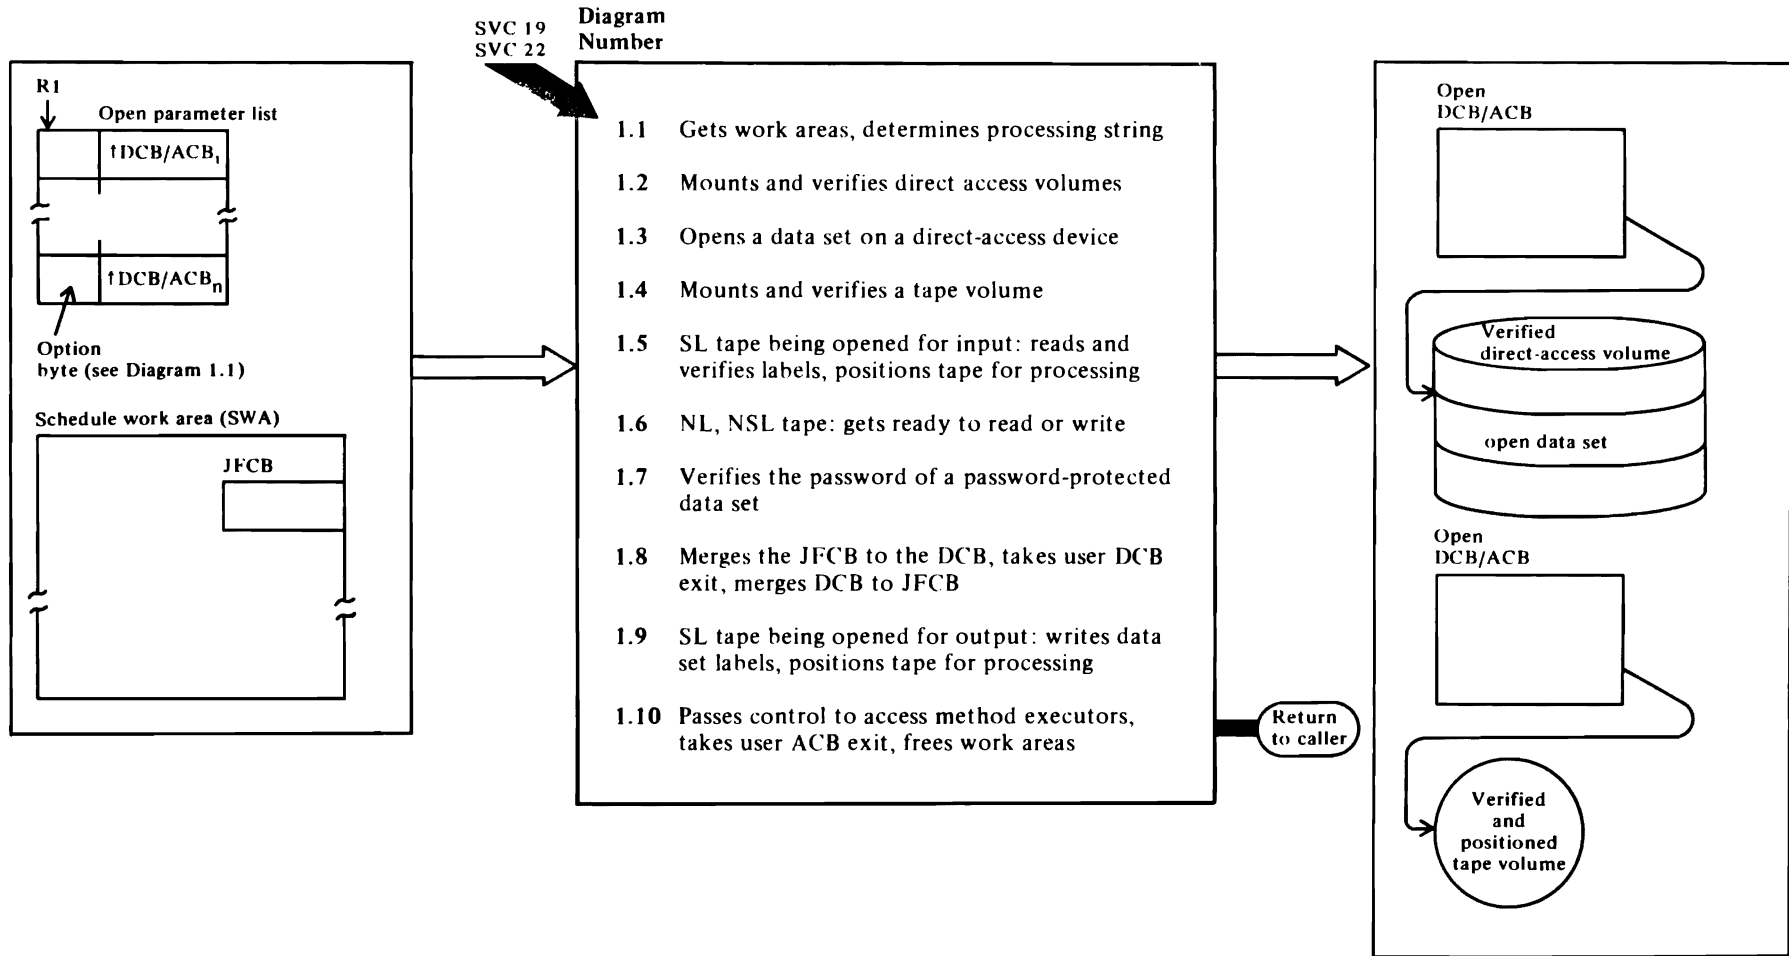 SVC 19
SVC 22
Diagram
Number
R1
Open parameter list
↑DCB/ACB₁
↑DCB/ACBₙ
Option
byte (see Diagram 1.1)
Schedule work area (SWA)
JFCB
1.1 Gets work areas, determines processing string
1.2 Mounts and verifies direct access volumes
1.3 Opens a data set on a direct-access device
1.4 Mounts and verifies a tape volume
1.5 SL tape being opened for input: reads and
verifies labels, positions tape for processing
1.6 NL, NSL tape: gets ready to read or write
1.7 Verifies the password of a password-protected
data set
1.8 Merges the JFCB to the DCB, takes user DCB
exit, merges DCB to JFCB
1.9 SL tape being opened for output: writes data
set labels, positions tape for processing
1.10 Passes control to access method executors,
takes user ACB exit, frees work areas
Return
to caller
Open
DCB/ACB
Verified
direct-access volume
open data set
Open
DCB/ACB
Verified
and
positioned
tape volume